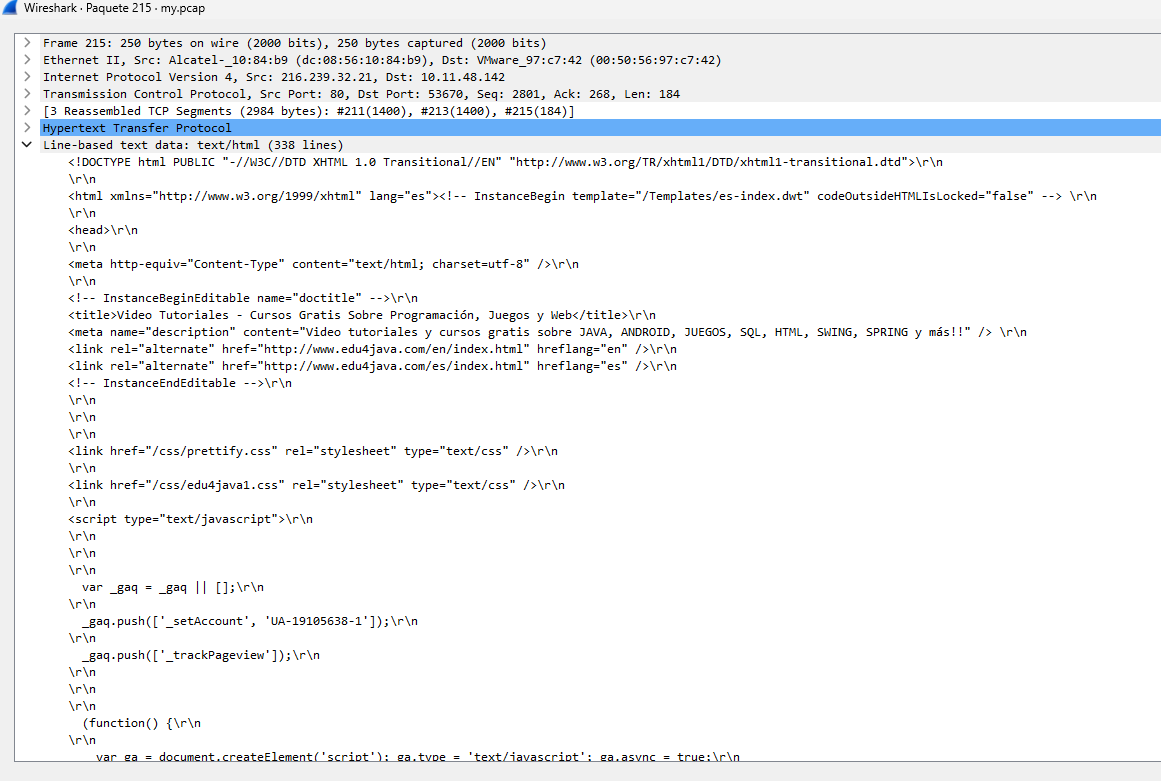 Wireshark · Paquete 215 · my.pcap
Frame 215: 250 bytes on wire (2000 bits), 250 bytes captured (2000 bits)
Ethernet II, Src: Alcatel-_10:84:b9 (dc:08:56:10:84:b9), Dst: VMware_97:c7:42 (00:50:56:97:c7:42)
Internet Protocol Version 4, Src: 216.239.32.21, Dst: 10.11.48.142
Transmission Control Protocol, Src Port: 80, Dst Port: 53670, Seq: 2801, Ack: 268, Len: 184
[3 Reassembled TCP Segments (2984 bytes): #211(1400), #213(1400), #215(184)]
Hypertext Transfer Protocol
Line-based text data: text/html (338 lines)
<!DOCTYPE html PUBLIC "-//W3C//DTD XHTML 1.0 Transitional//EN" "http://www.w3.org/TR/xhtml1/DTD/xhtml1-transitional.dtd">\r\n
\r\n
<html xmlns="http://www.w3.org/1999/xhtml" lang="es"><!-- InstanceBegin template="/Templates/es-index.dwt" codeOutsideHTMLIsLocked="false" --> \r\n
\r\n
<head>\r\n
\r\n
<meta http-equiv="Content-Type" content="text/html; charset=utf-8" />\r\n
\r\n
<!-- InstanceBeginEditable name="doctitle" -->\r\n
<title>Video Tutoriales - Cursos Gratis Sobre Programación, Juegos y Web</title>\r\n
<meta name="description" content="Video tutoriales y cursos gratis sobre JAVA, ANDROID, JUEGOS, SQL, HTML, SWING, SPRING y más!!" /> \r\n
<link rel="alternate" href="http://www.edu4java.com/en/index.html" hreflang="en" />\r\n
<link rel="alternate" href="http://www.edu4java.com/es/index.html" hreflang="es" />\r\n
<!-- InstanceEndEditable -->\r\n
\r\n
\r\n
\r\n
<link href="/css/prettify.css" rel="stylesheet" type="text/css" />\r\n
\r\n
<link href="/css/edu4java1.css" rel="stylesheet" type="text/css" />\r\n
\r\n
<script type="text/javascript">\r\n
\r\n
\r\n
\r\n
var _gaq = _gaq || [];\r\n
\r\n
_gaq.push(['_setAccount', 'UA-19105638-1']);\r\n
\r\n
_gaq.push(['_trackPageview']);\r\n
\r\n
\r\n
\r\n
(function() {\r\n
\r\n
var ga = document.createElement('script'); ga.type = 'text/javascript'; ga.async = true;\r\n